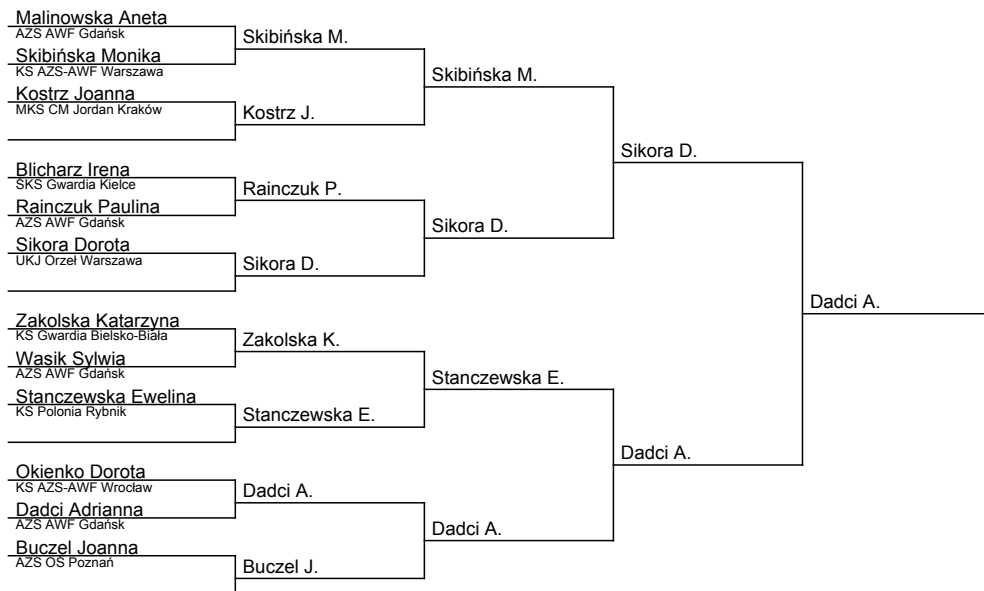 Malinowska Aneta
AZS AWF Gdańsk
Skibińska M.
Skibińska Monika
KS AZS-AWF Warszawa
Skibińska M.
Kostrz Joanna
MKS CM Jordan Kraków
Kostrz J.
Sikora D.
Blicharz Irena
SKS Gwardia Kielce
Rainczuk P.
Rainczuk Paulina
AZS AWF Gdańsk
Sikora D.
Sikora Dorota
UKJ Orzeł Warszawa
Sikora D.
Dadci A.
Zakolska Katarzyna
KS Gwardia Bielsko-Biała
Zakolska K.
Wasik Sylwia
AZS AWF Gdańsk
Stanczewska E.
Stanczewska Ewelina
KS Polonia Rybnik
Stanczewska E.
Dadci A.
Okienko Dorota
KS AZS-AWF Wrocław
Dadci A.
Dadci Adrianna
AZS AWF Gdańsk
Dadci A.
Buczel Joanna
AZS OŚ Poznań
Buczel J.